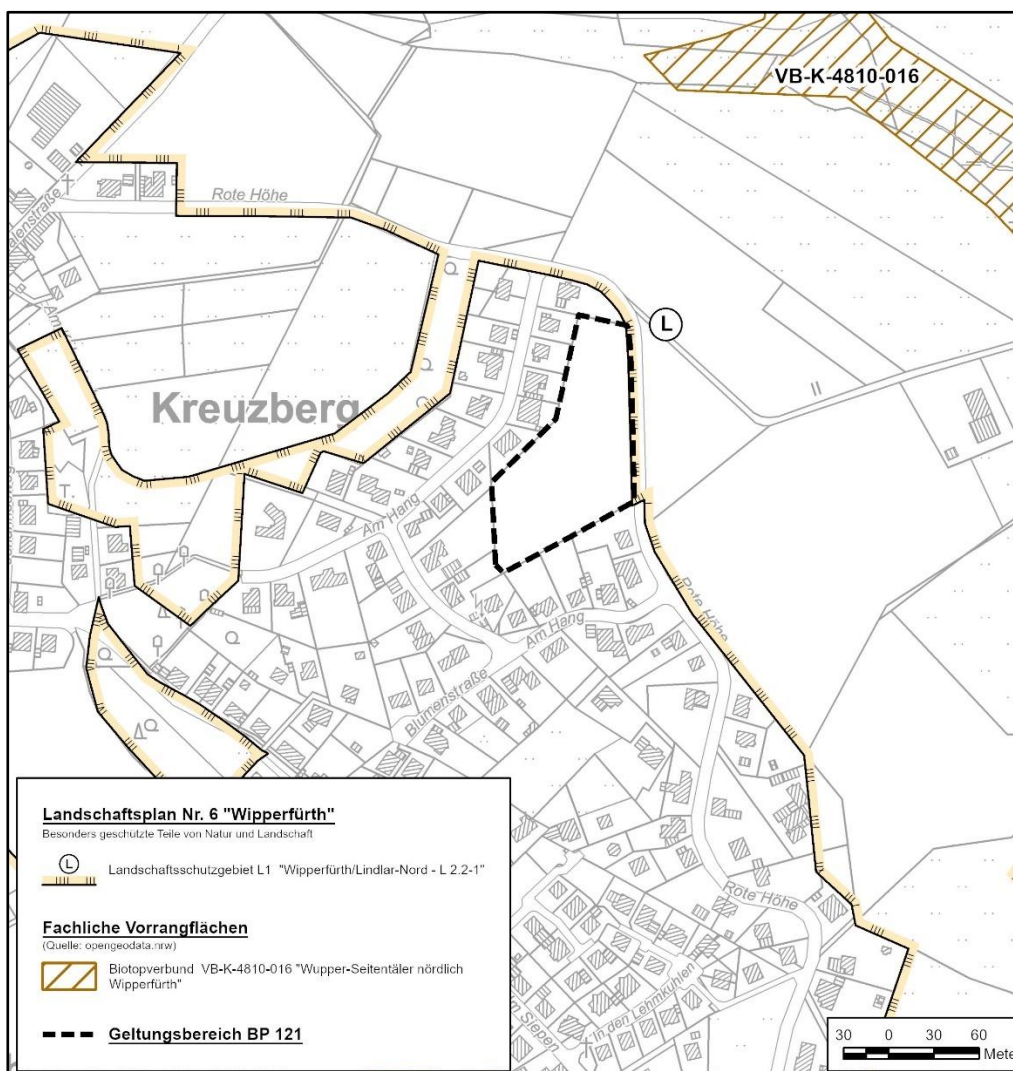 VB-K-4810-016
Rote Höhe
L
Kreuzberg
Am Hang
Rote Höhe
Am Hang
Blumenstraße
Rote Höhe
In den Lehmkuhlen
Siepen
Landschaftsplan Nr. 6 "Wipperfürth"
Besonders geschützte Teile von Natur und Landschaft
L
Landschaftsschutzgebiet L1 "Wipperfürth/Lindlar-Nord - L 2.2-1"
Fachliche Vorrangflächen
(Quelle: opengeodata.nrw)
Biotopverbund VB-K-4810-016 "Wupper-Seitentäler nördlich
Wipperfürth"
Geltungsbereich BP 121
30 0 30 60
Mete